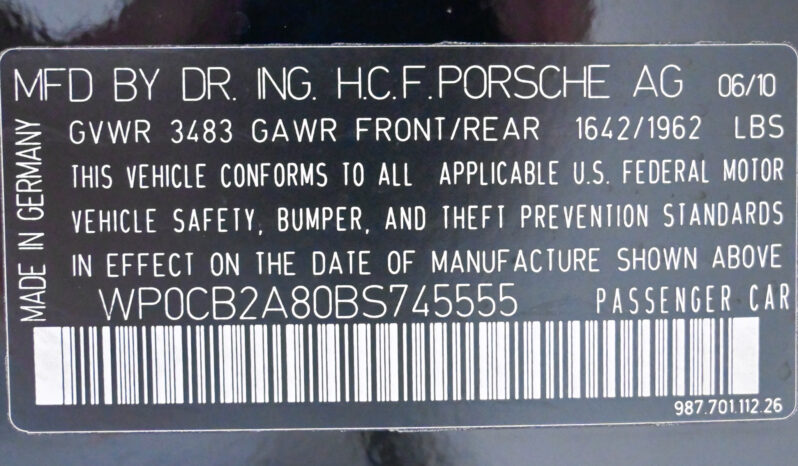 MFD BY DR. ING. H.C.F.PORSCHE AG 06/10
GVWR 3483 GAWR FRONT/REAR 1642/1962 LBS
THIS VEHICLE CONFORMS TO ALL APPLICABLE U.S. FEDERAL MOTOR
VEHICLE SAFETY, BUMPER, AND THEFT PREVENTION STANDARDS
IN EFFECT ON THE DATE OF MANUFACTURE SHOWN ABOVE
WP0CB2A80BS745555 PASSENGER CAR
987.701.112.26
MADE IN GERMANY